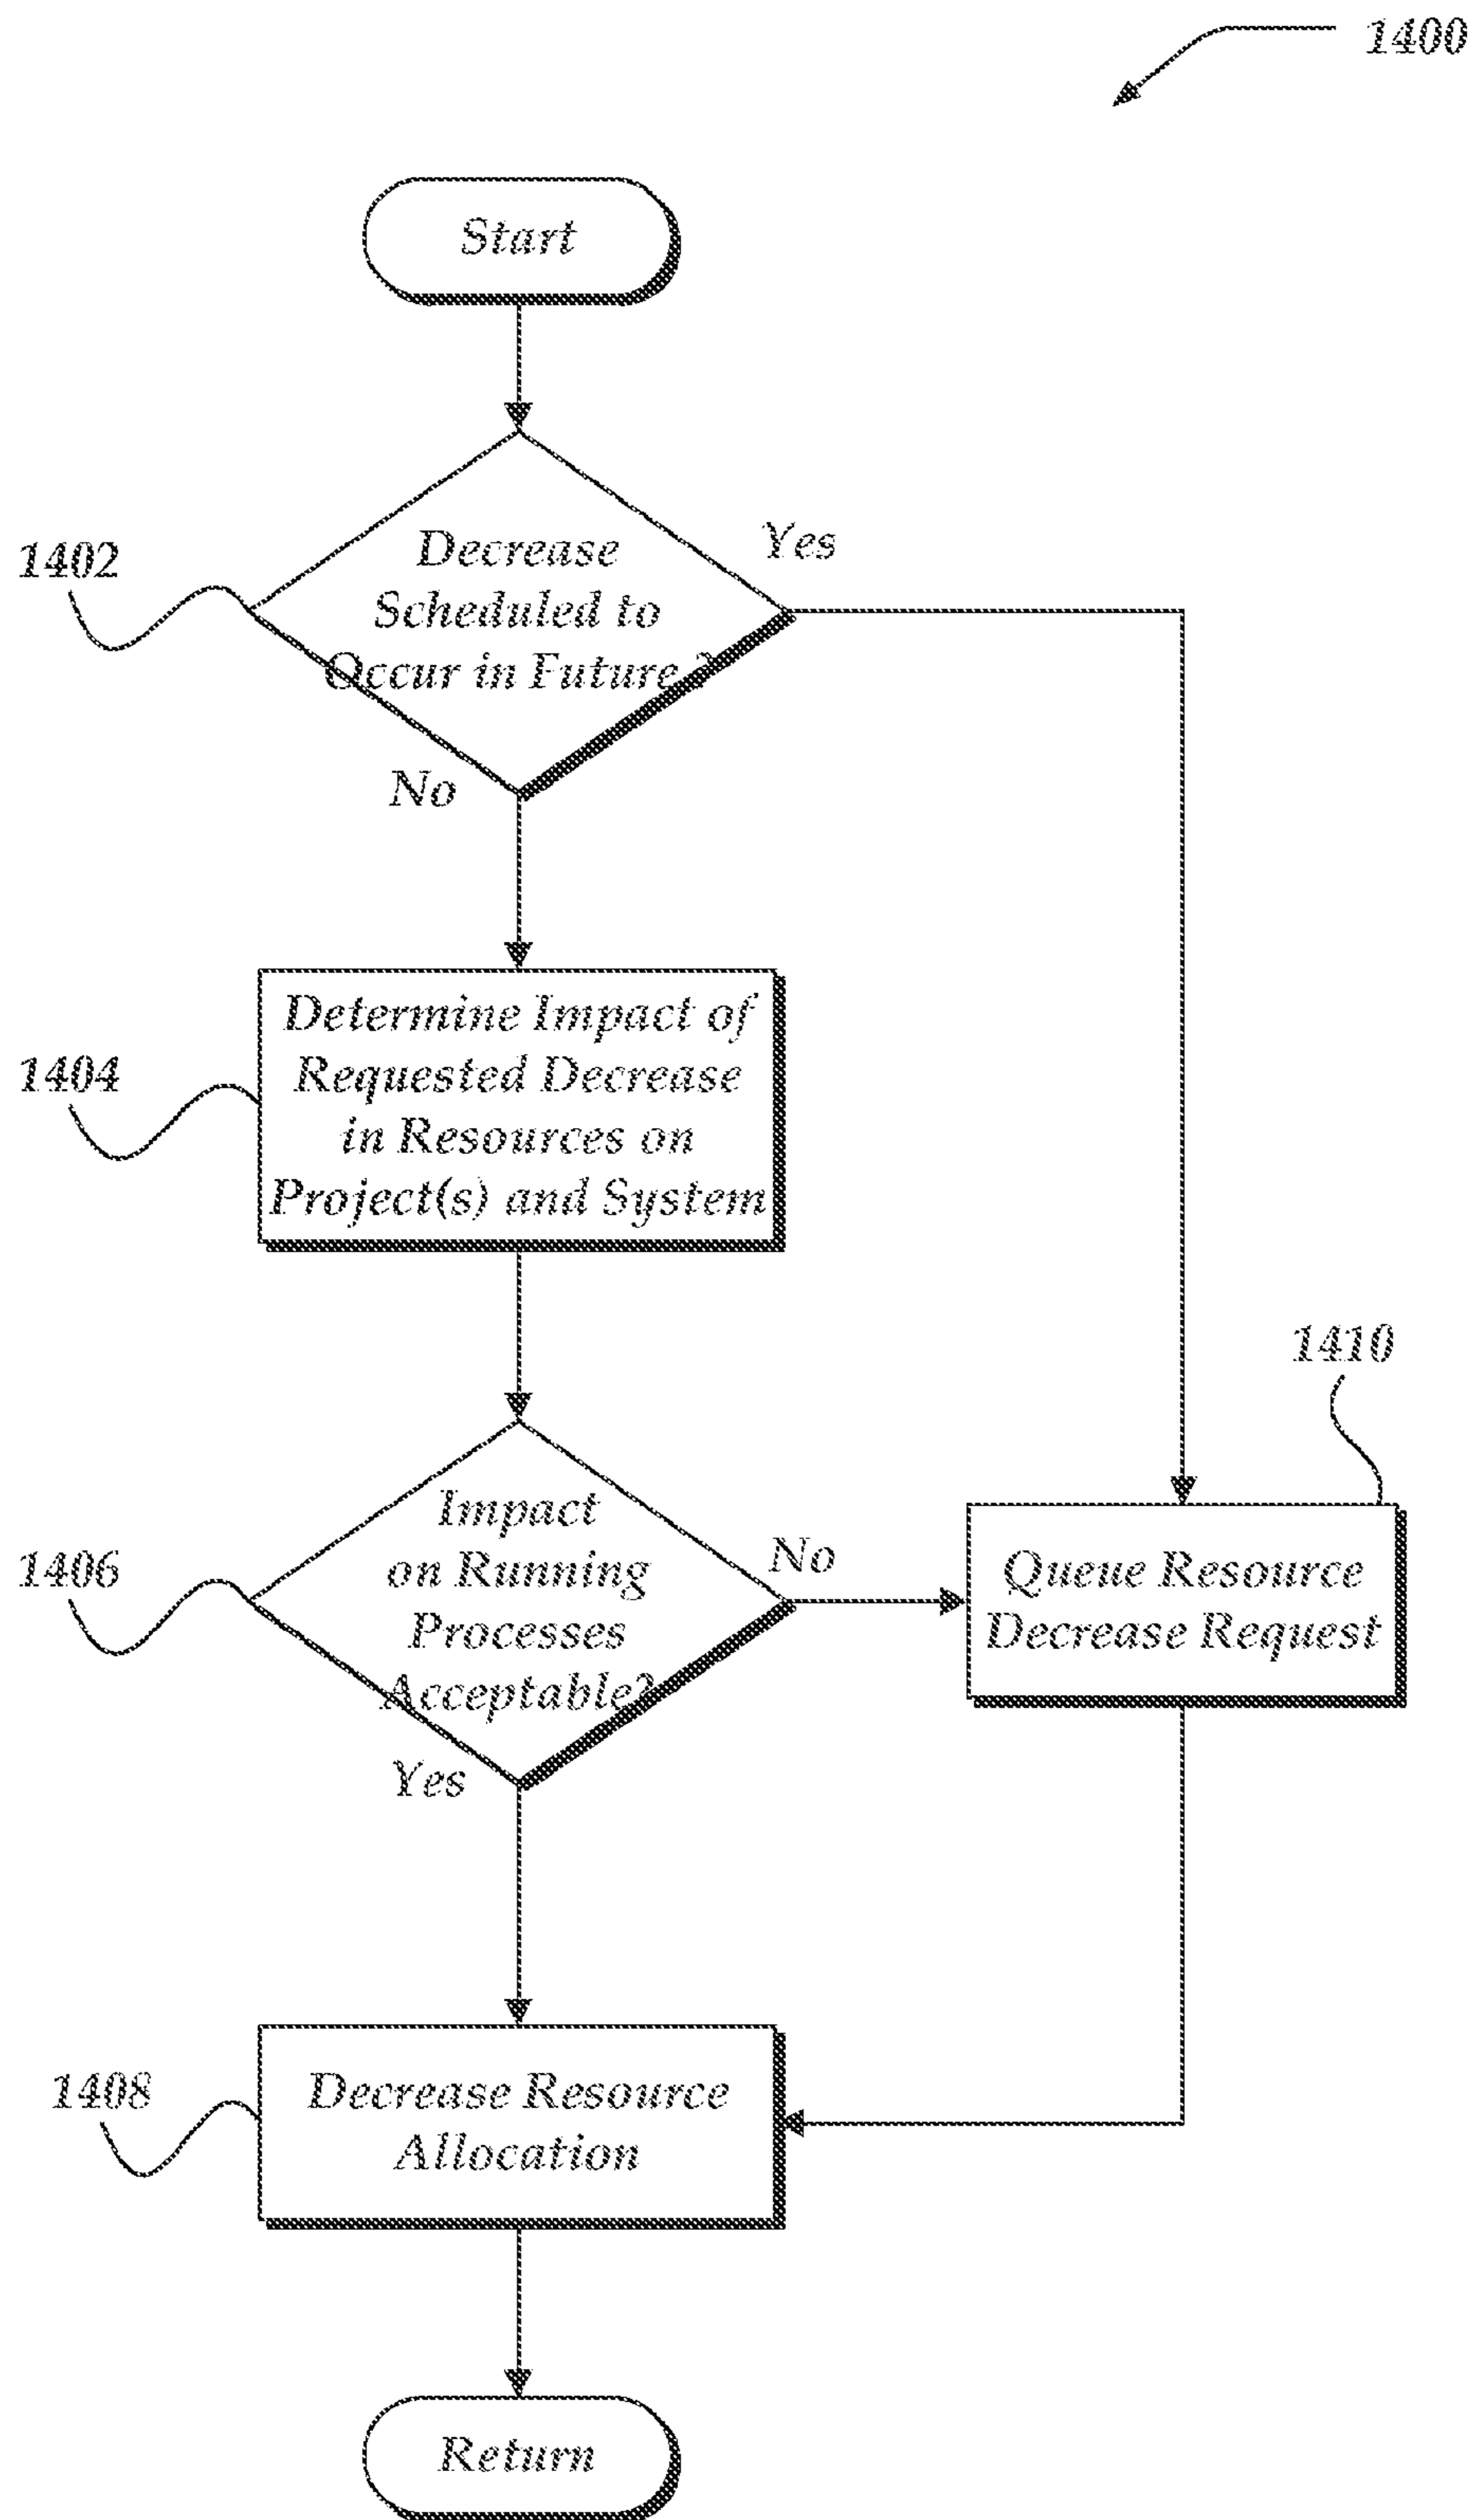 1400
Start
1402
Decrease
Scheduled to
Occur in Future ?
Yes
No
1404
Determine Impact of
Requested Decrease
in Resources on
Project(s) and System
1406
Impact
on Running
Processes
Acceptable?
No
Yes
1410
Queue Resource
Decrease Request
1408
Decrease Resource
Allocation
Return